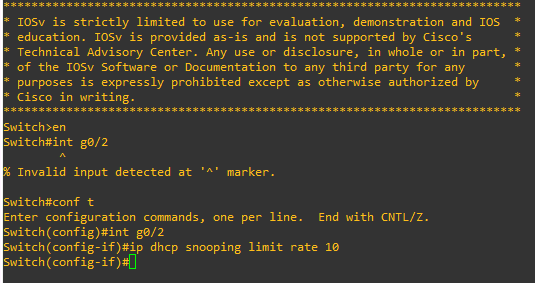 **************************************************************************
* IOSv is strictly limited to use for evaluation, demonstration and IOS  *
* education. IOSv is provided as-is and is not supported by Cisco's      *
* Technical Advisory Center. Any use or disclosure, in whole or in part, *
* of the IOSv Software or Documentation to any third party for any       *
* purposes is expressly prohibited except as otherwise authorized by     *
* Cisco in writing.                                                      *
**************************************************************************
Switch>en
Switch#int g0/2
        ^
% Invalid input detected at '^' marker.

Switch#conf t
Enter configuration commands, one per line.  End with CNTL/Z.
Switch(config)#int g0/2
Switch(config-if)#ip dhcp snooping limit rate 10
Switch(config-if)#